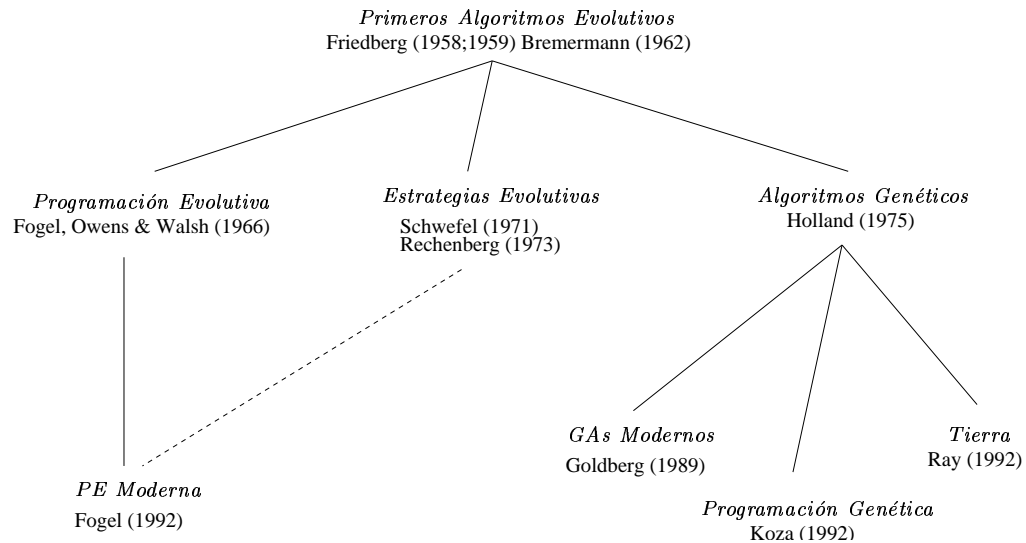 Primeros Algoritmos Evolutivos
Friedberg (1958;1959) Bremermann (1962)
Programación Evolutiva
Fogel, Owens & Walsh (1966)
Estrategias Evolutivas
Schwefel (1971)
Rechenberg (1973)
Algoritmos Genéticos
Holland (1975)
GAs Modernos
Goldberg (1989)
Tierra
Ray (1992)
PE Moderna
Fogel (1992)
Programación Genética
Koza (1992)